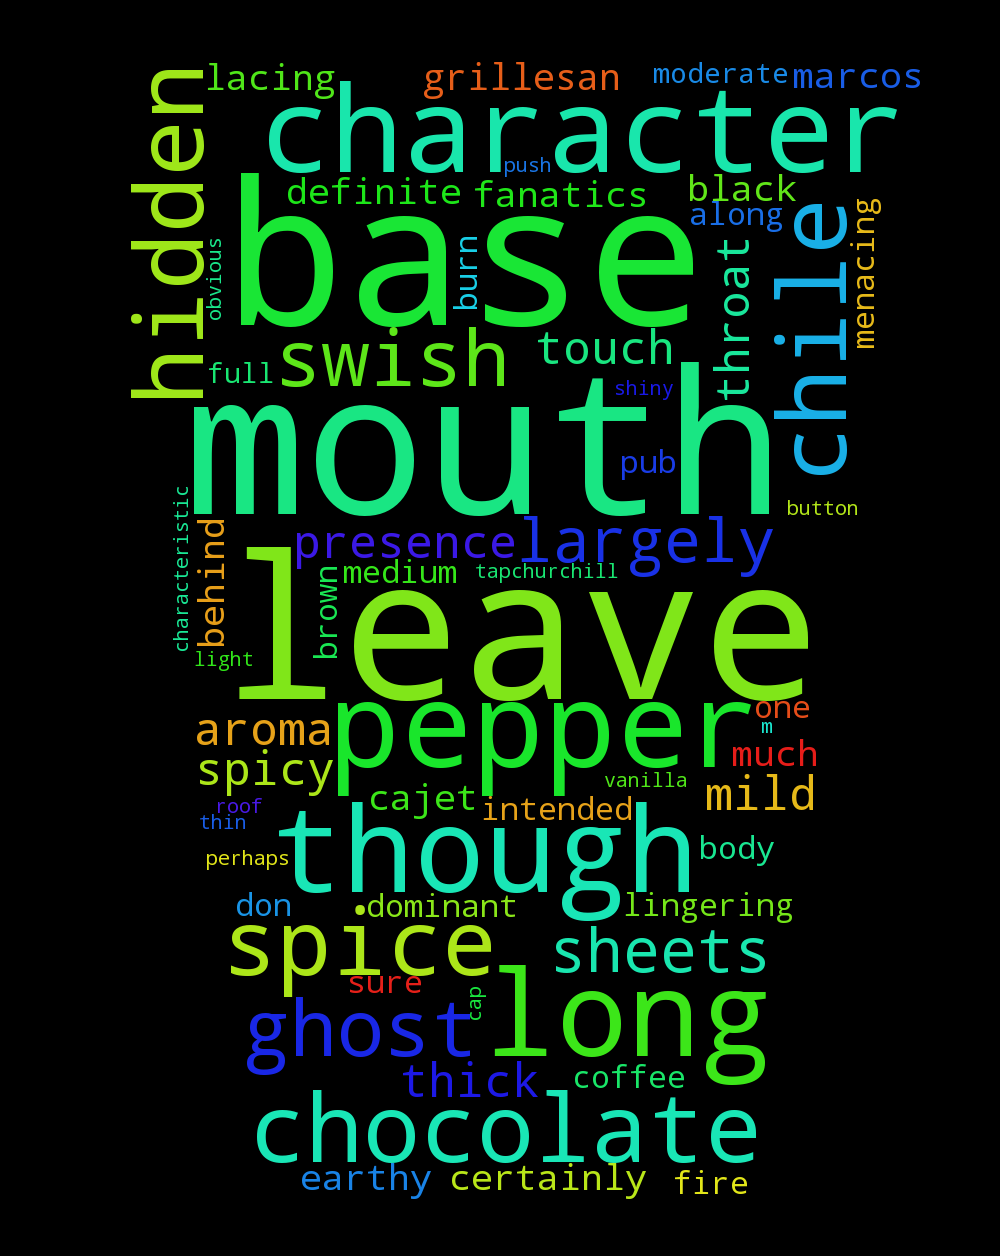 lacing
grillesan
moderate
marcos
hidden
character
push
definite
fanatics
black
along
base
chile
menacing
obvious
burn
throat
swish
touch
full
shiny
mouth
pub
characteristic
button
presence
largely
behind
brown
medium
tapchurchill
leave
light
pepper
one
m
aroma
much
spicy
vanilla
mild
cajet
intended
roof
thin
though
body
perhaps
don
dominant
lingering
spice
sheets
sure
cap
long
ghost
thick
coffee
chocolate
earthy
certainly
fire